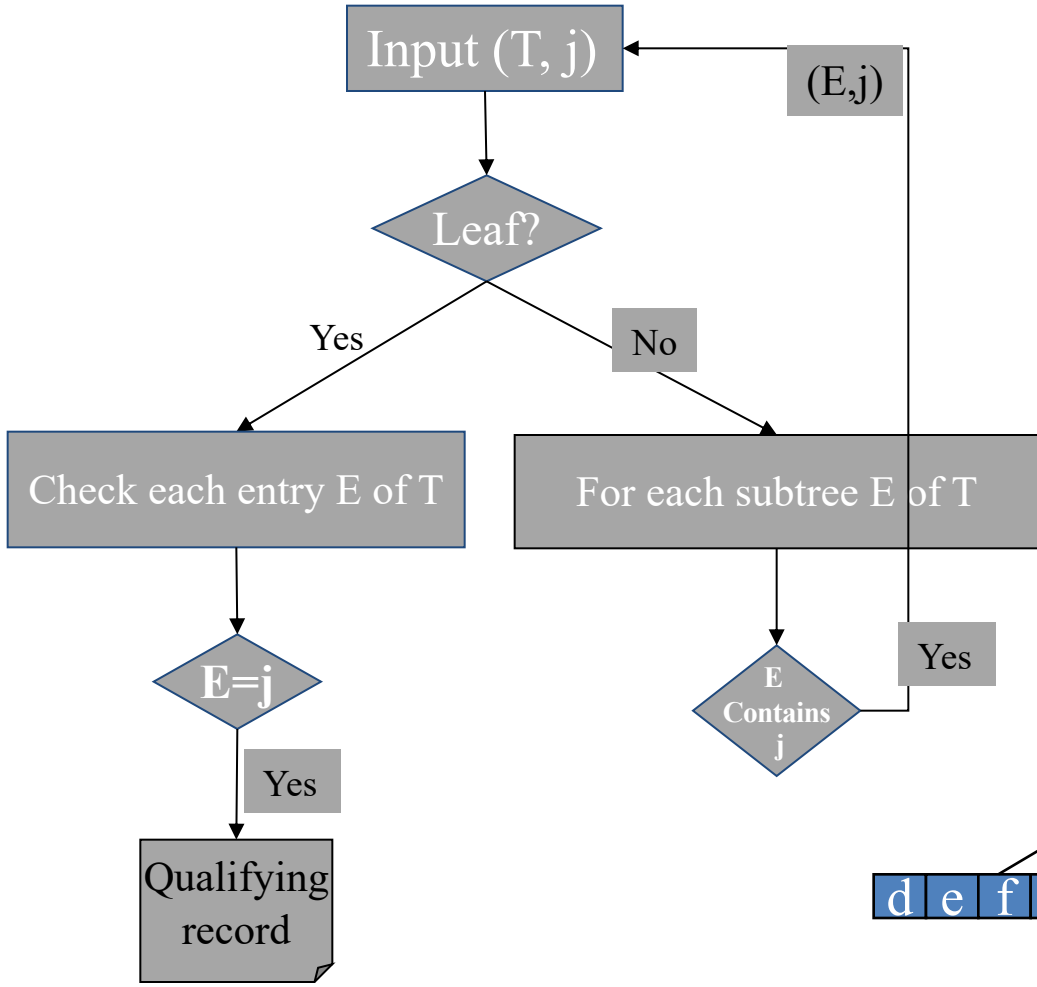 Input (T, j)
(E,j)
Leaf?
Yes
No
Check each entry E of T
For each subtree E of T
E=j
E
Contains
j
Yes
Yes
Qualifying
record
d e f